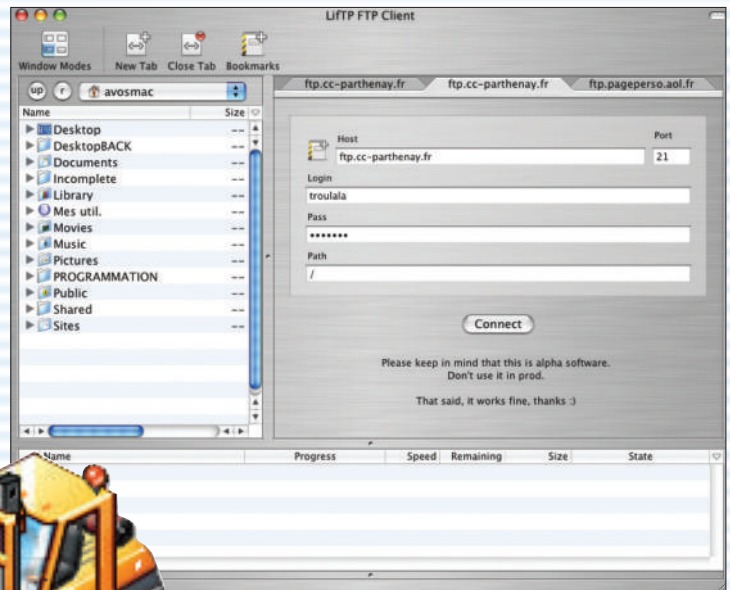 LifTP FTP Client
Window Modes New Tab Close Tab Bookmarks
up r avosmac
Name Size
Desktop --
DesktopBACK --
Documents --
Incomplete --
Library --
Mes util. --
Movies --
Music --
Pictures --
PROGRAMMATION --
Public --
Shared --
Sites --
ftp.cc-parthenay.fr ftp.cc-parthenay.fr ftp.pageperso.aol.fr
Host Port
ftp.cc-parthenay.fr 21
Login
troulala
Pass
•••••••
Path
/
Connect
Please keep in mind that this is alpha software.
Don't use it in prod.
That said, it works fine, thanks :)
Name Progress Speed Remaining Size State